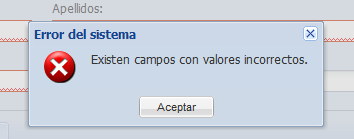 Apellidos:
Error del sistema
Existen campos con valores incorrectos.
Aceptar